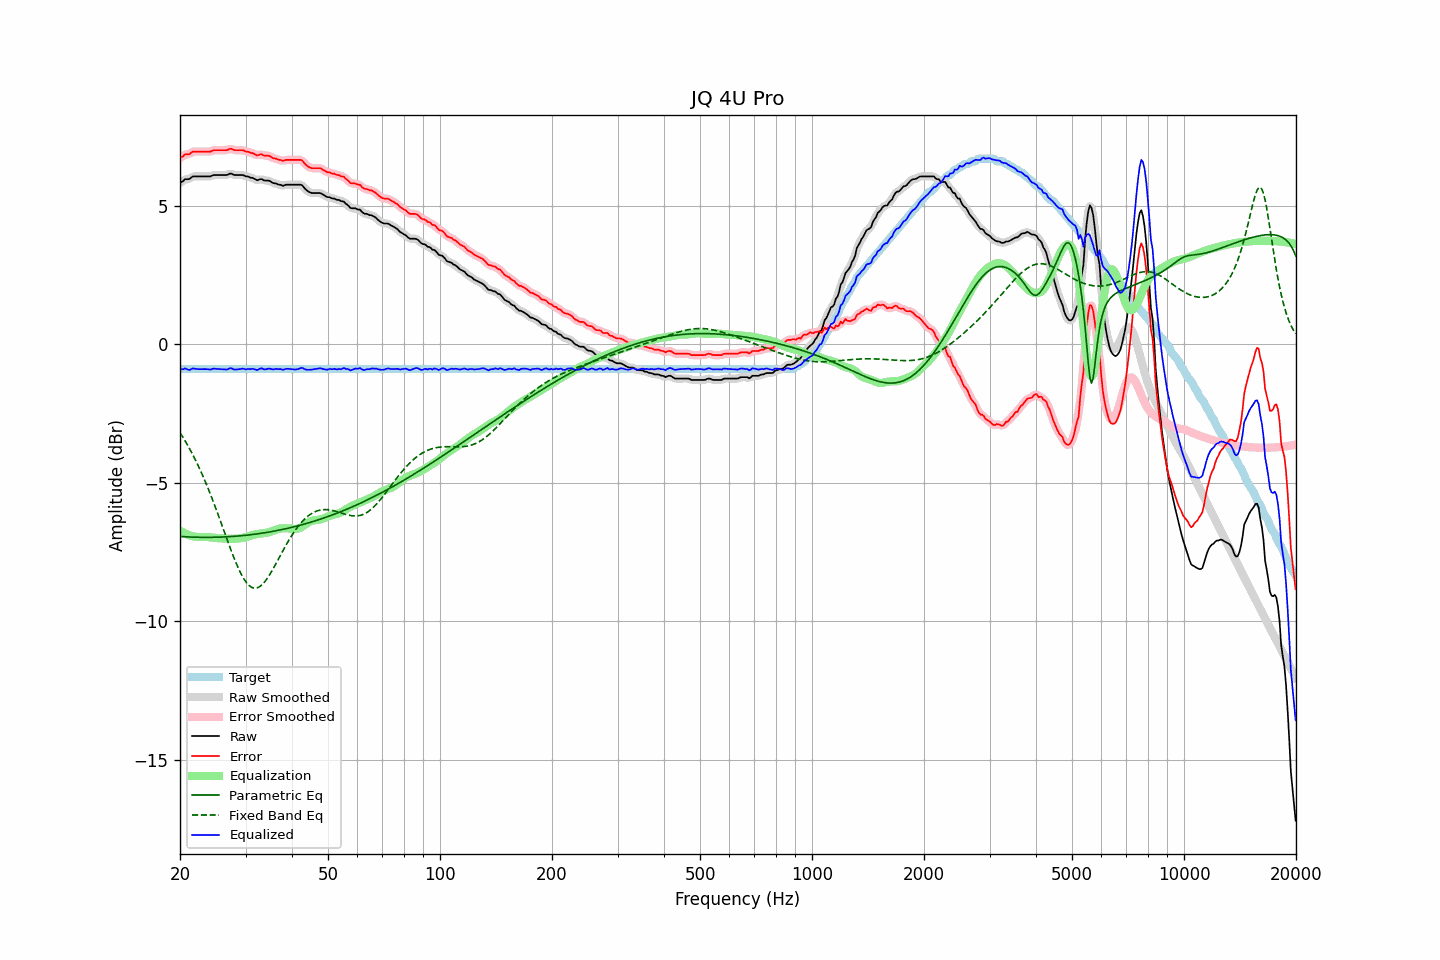 JQ 4U Pro
Amplitude (dBr)
5
0
−5
−10
−15
Target
Raw Smoothed
Error Smoothed
Raw
Error
Equalization
Parametric Eq
Fixed Band Eq
Equalized
20 50 100 200 500 1000 2000 5000 10000 20000
Frequency (Hz)